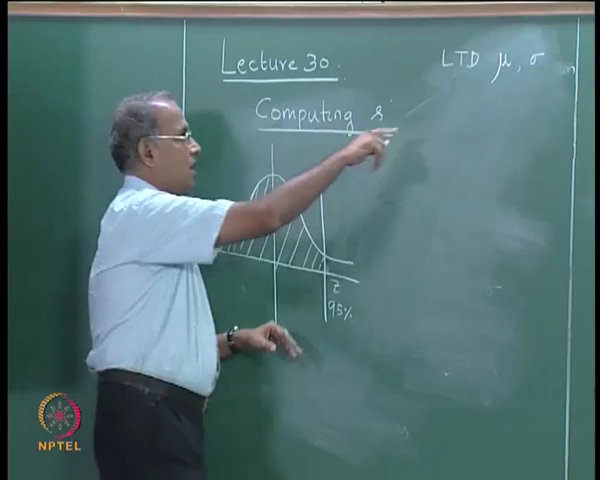 Lecture 30.
LTD μ, σ
Computing s
z
95%
NPTEL